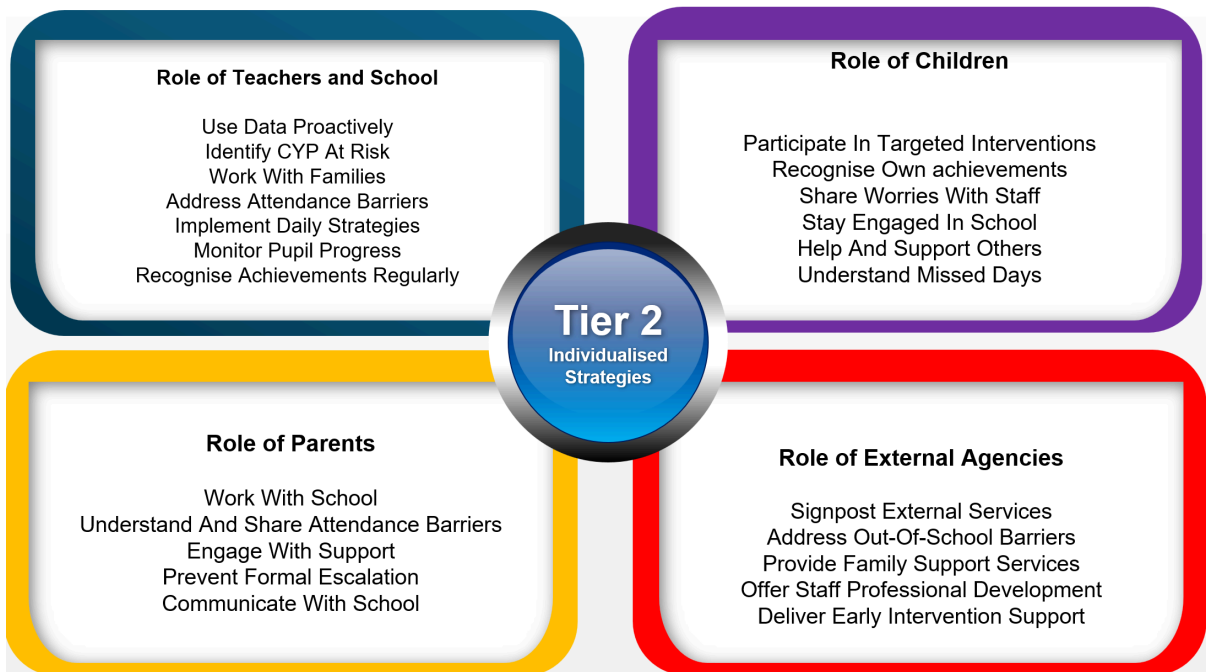 Role of Teachers and School
Use Data Proactively
Identify CYP At Risk
Work With Families
Address Attendance Barriers
Implement Daily Strategies
Monitor Pupil Progress
Recognise Achievements Regularly
Role of Children
Participate In Targeted Interventions
Recognise Own achievements
Share Worries With Staff
Stay Engaged In School
Help And Support Others
Understand Missed Days
Tier 2
Individualised
Strategies
Role of Parents
Work With School
Understand And Share Attendance Barriers
Engage With Support
Prevent Formal Escalation
Communicate With School
Role of External Agencies
Signpost External Services
Address Out-Of-School Barriers
Provide Family Support Services
Offer Staff Professional Development
Deliver Early Intervention Support